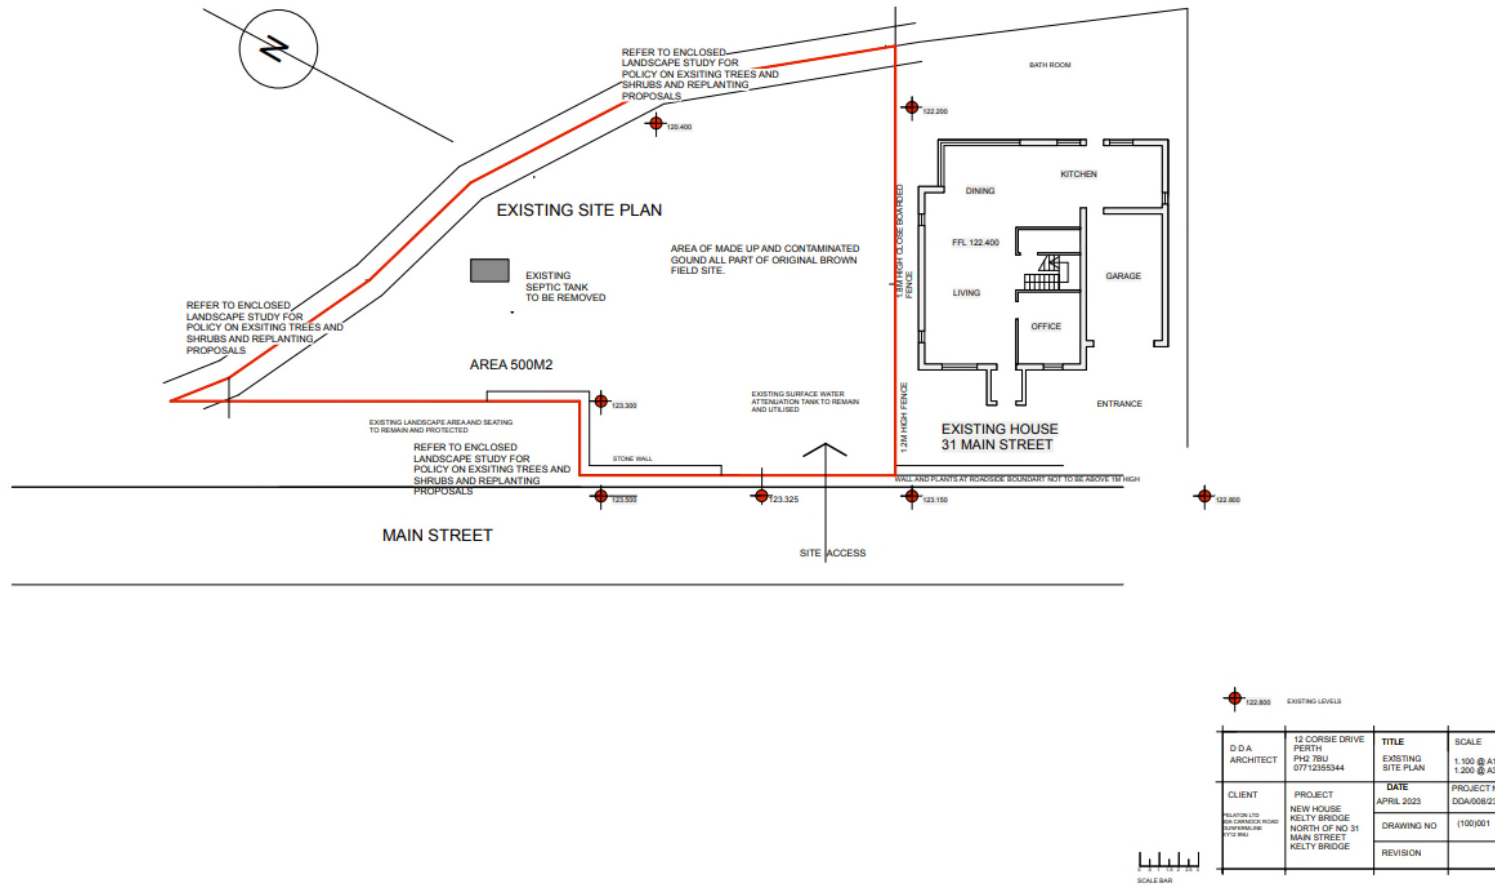 N
REFER TO ENCLOSED
LANDSCAPE STUDY FOR
POLICY ON EXSITING TREES AND
SHRUBS AND REPLANTING
PROPOSALS
BATH ROOM
122.200
120.400
KITCHEN
DINING
EXISTING SITE PLAN
1.8M HIGH CLOSE BOARDED
FENCE
FFL 122.400
AREA OF MADE UP AND CONTAMINATED
GOUND ALL PART OF ORIGINAL BROWN
FIELD SITE.
EXISTING
SEPTIC TANK
TO BE REMOVED
GARAGE
LIVING
OFFICE
REFER TO ENCLOSED
LANDSCAPE STUDY FOR
POLICY ON EXSITING TREES AND
SHRUBS AND REPLANTING
PROPOSALS
AREA 500M2
EXISTING SURFACE WATER
ATTENUATION TANK TO REMAIN
AND UTILISED
1.2M HIGH FENCE
ENTRANCE
123.300
EXISTING LANDSCAPE AREA AND SEATING
TO REMAIN AND PROTECTED
EXISTING HOUSE
31 MAIN STREET
REFER TO ENCLOSED
LANDSCAPE STUDY FOR
POLICY ON EXSITING TREES AND
SHRUBS AND REPLANTING
PROPOSALS
STONE WALL
WALL AND PLANTS AT ROADSIDE BOUNDART NOT TO BE ABOVE 1M HIGH
123.500
123.325
123.150
122.800
MAIN STREET
SITE ACCESS
122.800
EXISTING LEVELS
D D A
ARCHITECT
12 CORSIE DRIVE
PERTH
PH2 7BU
07712355344
TITLE
EXISTING
SITE PLAN
SCALE
1.100 @ A1
1.200 @ A3
CLIENT
PROJECT
NEW HOUSE
KELTY BRIDGE
NORTH OF NO 31
MAIN STREET
KELTY BRIDGE
DATE
APRIL 2023
PROJECT N
DDA/008/23
DRAWING NO
(100)001
REVISION
SCALE BAR